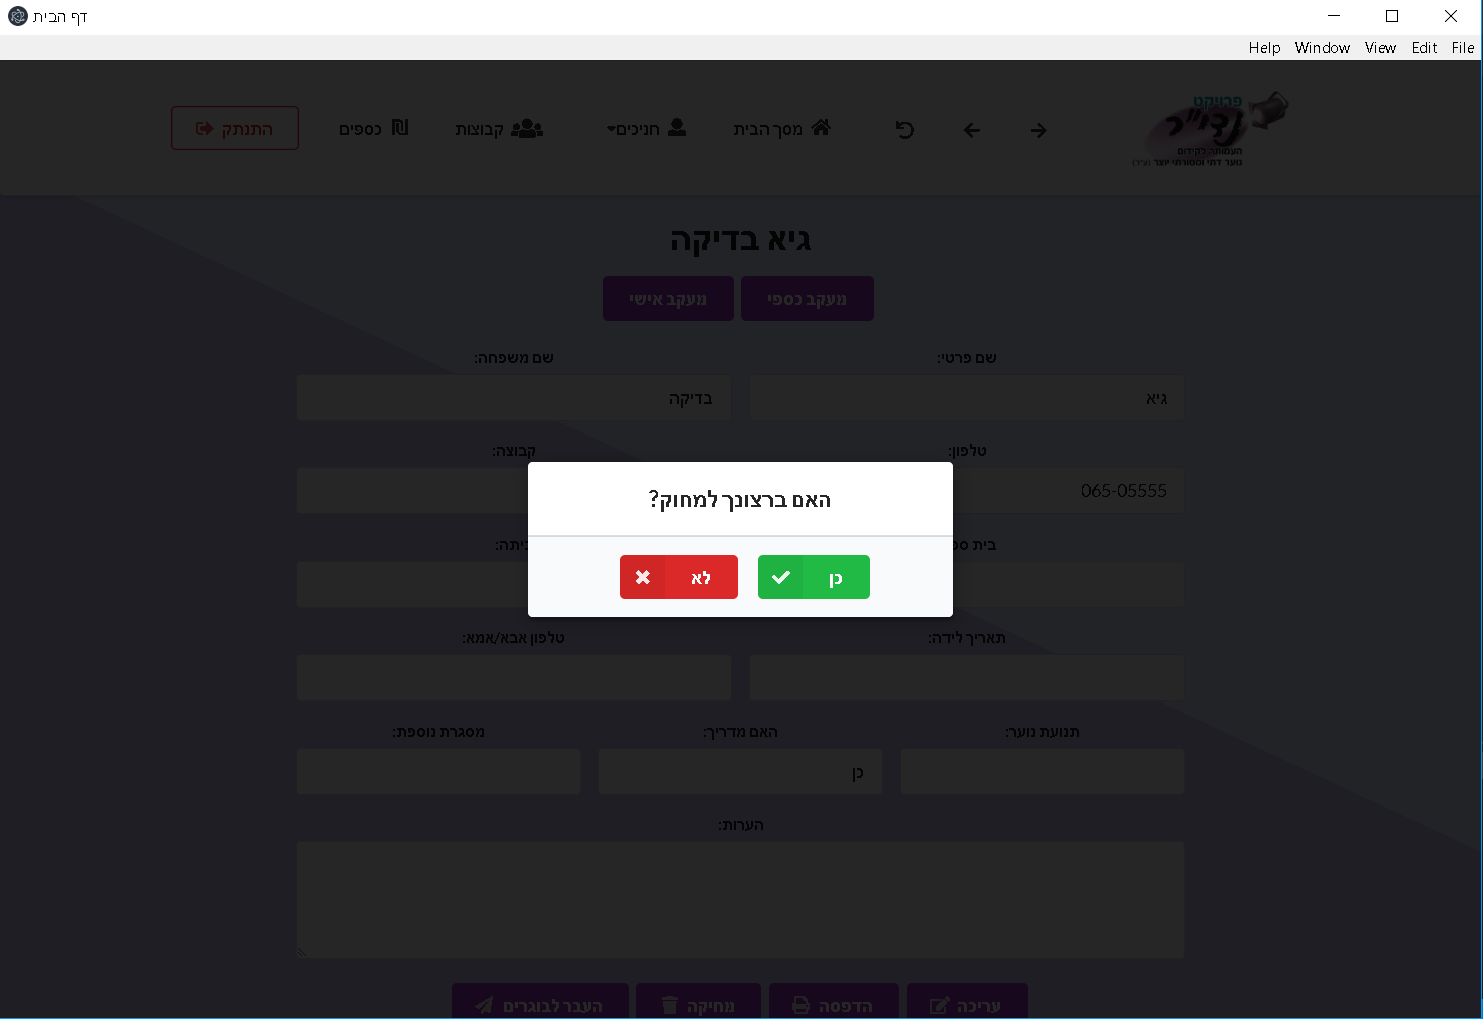 דף הבית
File Edit View Window Help
פרויקט
נדי"ר
העמותה לקידום
נוער דתי ומסורתי יוצר
מסך הבית
חניכים
קבוצות
כספים
התנתק
גיא בדיקה
מעקב כספי מעקב אישי
שם פרטי: שם משפחה:
גיא בדיקה
טלפון: קבוצה:
065-05555
האם ברצונך למחוק?
בית ספ יתה:
כן לא
תאריך לידה: טלפון אבא/אמא:
תנועת נוער: האם מדריך: מסגרת נוספת:
כן
הערות:
עריכה הדפסה מחיקה העבר לבוגרים